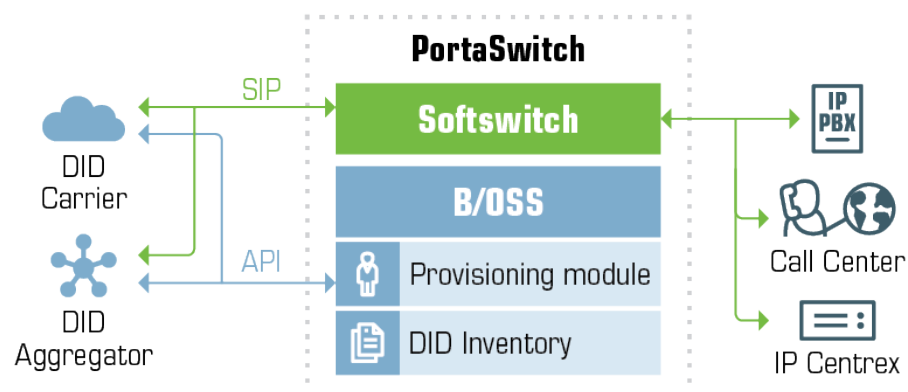 PortaSwitch
SIP
Softswitch
IP
PBX
DID
Carrier
B/OSS
Call Center
API
Provisioning module
DID
Aggregator
DID Inventory
IP Centrex